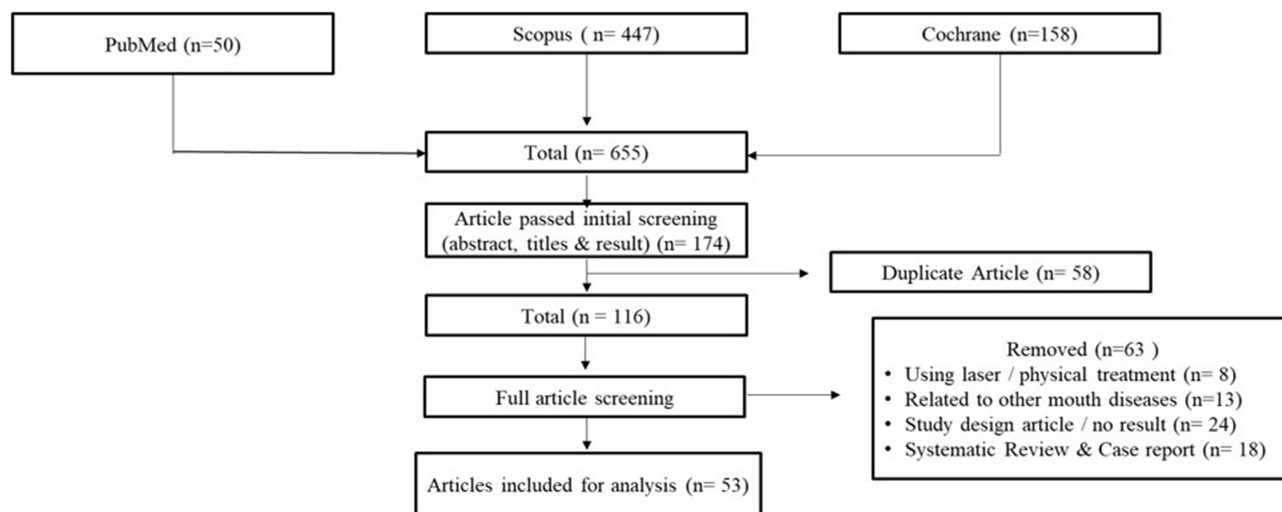 PubMed (n=50)
Scopus ( n= 447)
Cochrane (n=158)
Total (n= 655)
Article passed initial screening
(abstract, titles & result) (n= 174)
Duplicate Article (n= 58)
Total (n = 116)
Full article screening
Removed (n=63 )
• Using laser / physical treatment (n= 8)
• Related to other mouth diseases (n=13)
• Study design article / no result (n= 24)
• Systematic Review & Case report (n= 18)
Articles included for analysis (n= 53)